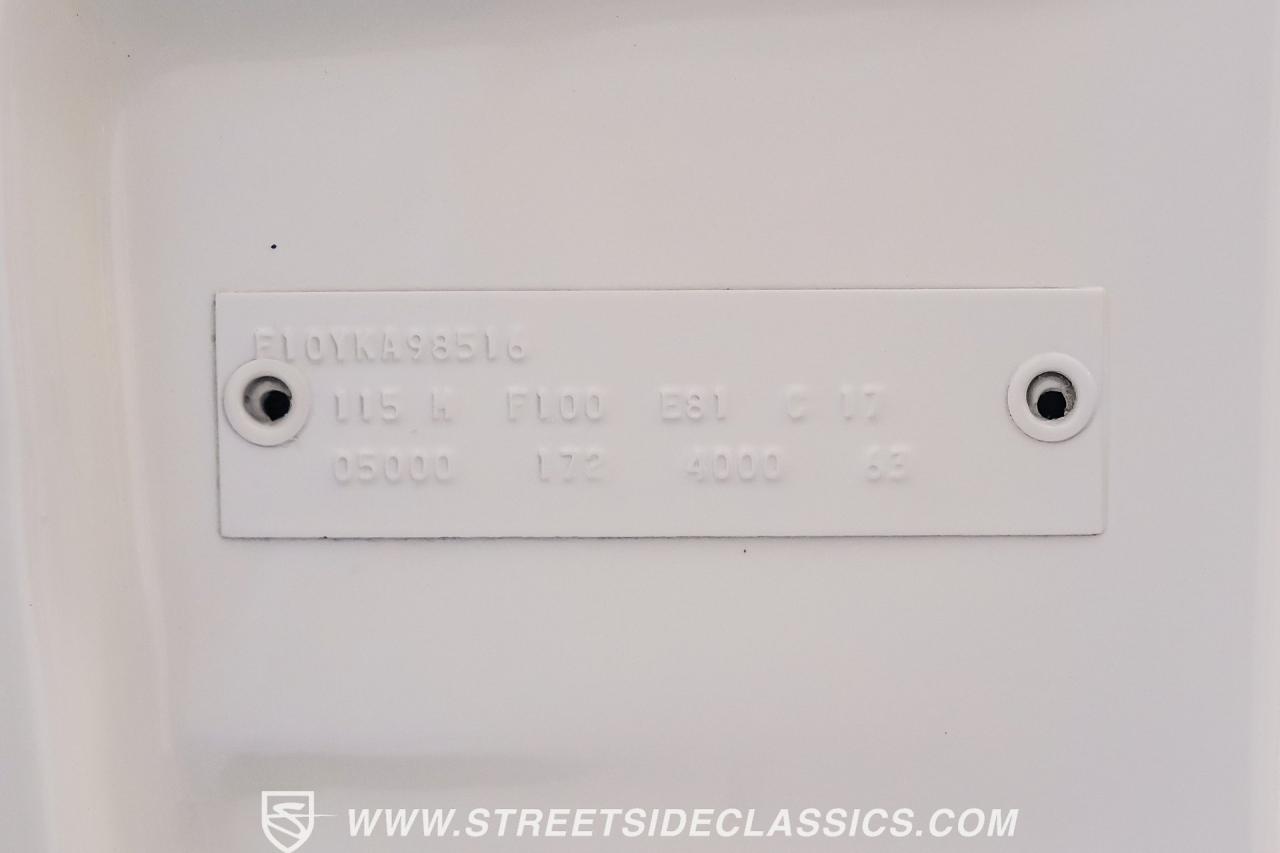 F10YKA98516
115 M F100 E81 C 17
05000 172 4000 63
WWW.STREETSIDECLASSICS.COM